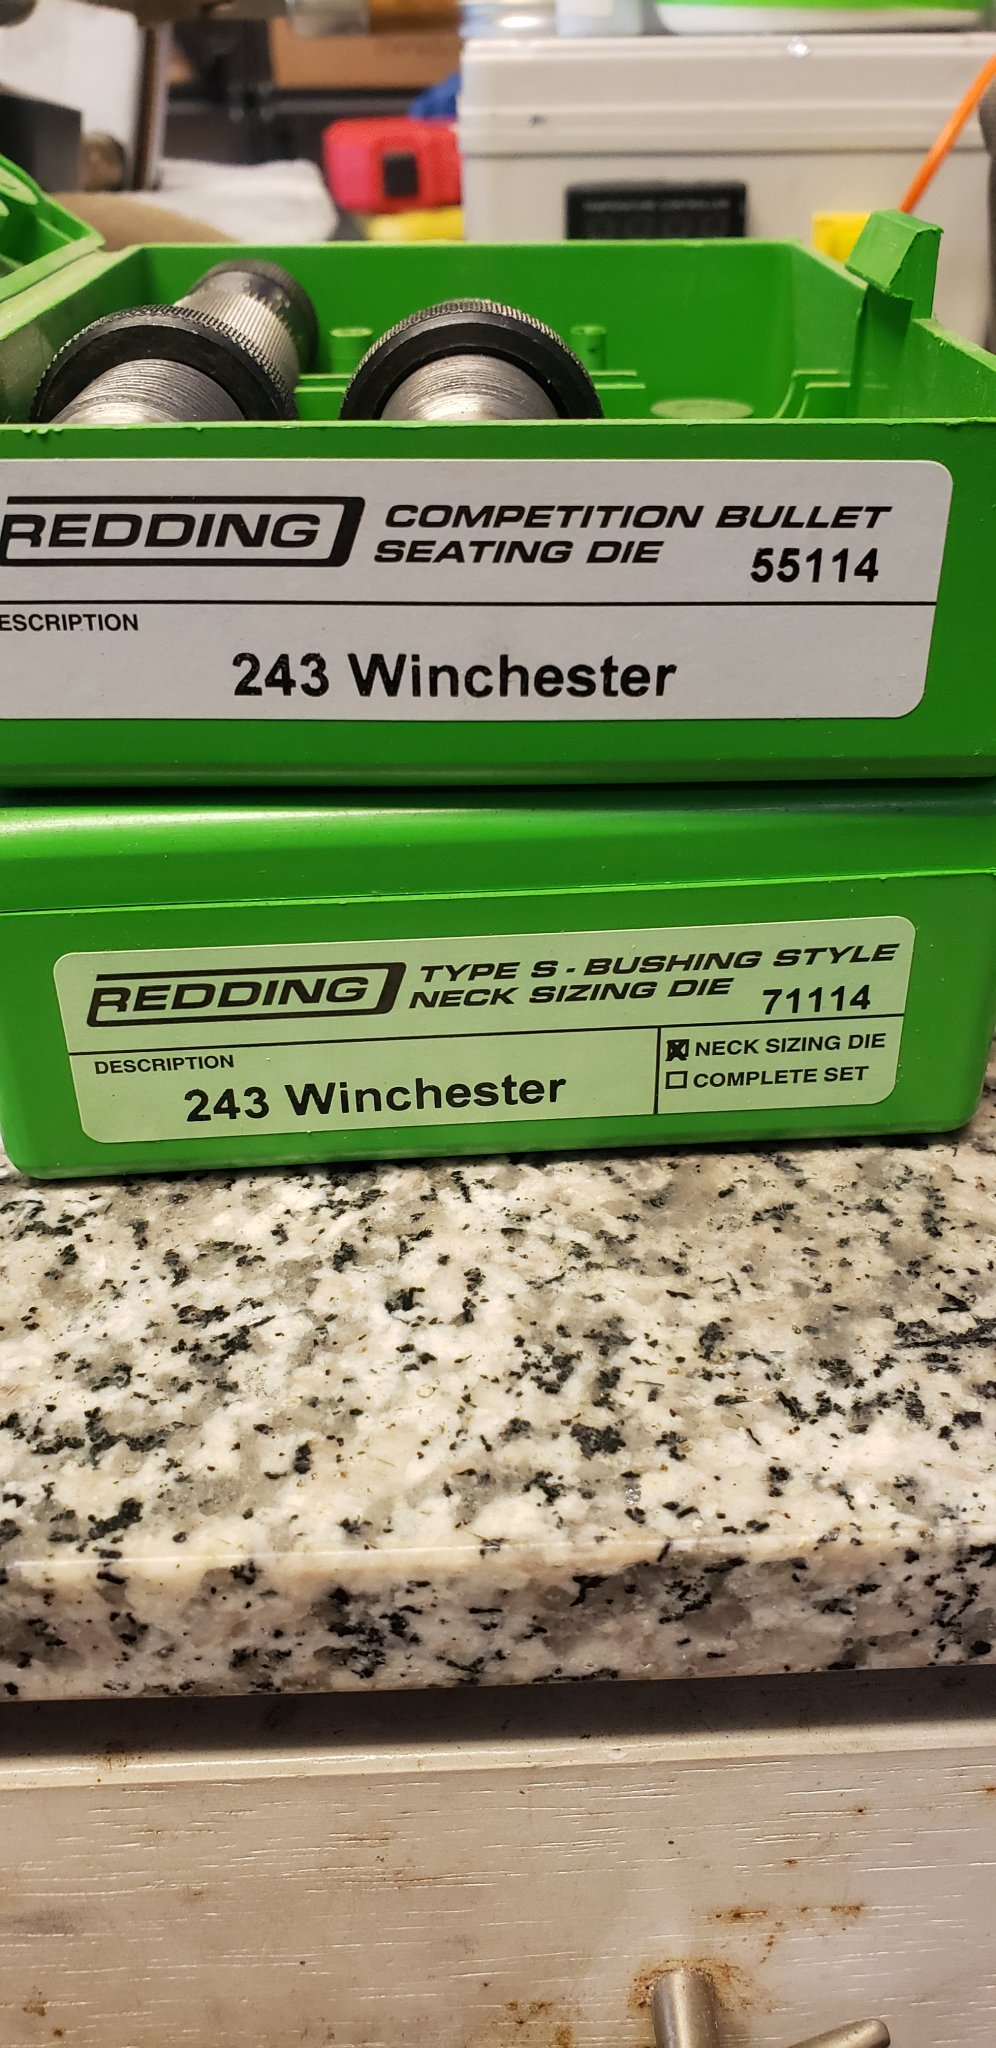 REDDING
COMPETITION BULLET
SEATING DIE 55114
ESCRIPTION
243 Winchester
REDDING
TYPE S - BUSHING STYLE
NECK SIZING DIE 71114
DESCRIPTION
243 Winchester
NECK SIZING DIE
COMPLETE SET